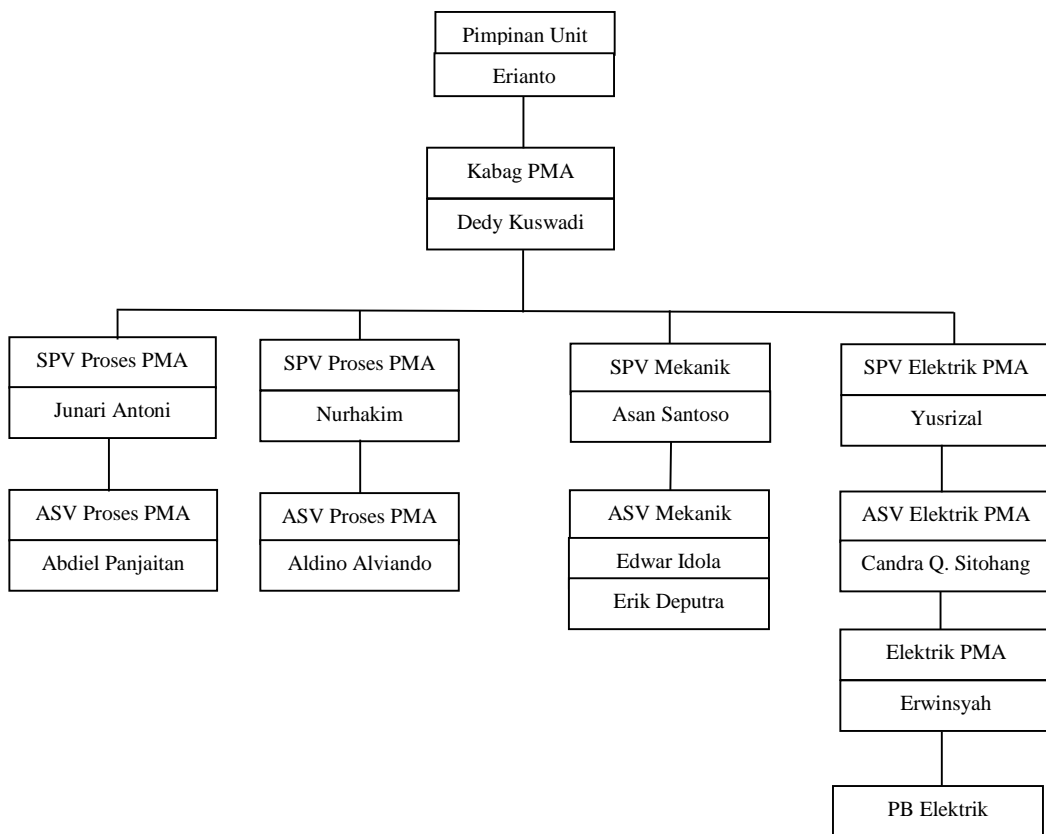 Pimpinan Unit
Erianto
Kabag PMA
Dedy Kuswadi
SPV Proses PMA
Junari Antoni
SPV Proses PMA
Nurhakim
SPV Mekanik
Asan Santoso
SPV Elektrik PMA
Yusrizal
ASV Proses PMA
Abdiel Panjaitan
ASV Proses PMA
Aldino Alviando
ASV Mekanik
Edwar Idola
Erik Deputra
ASV Elektrik PMA
Candra Q. Sitohang
Elektrik PMA
Erwinsyah
PB Elektrik